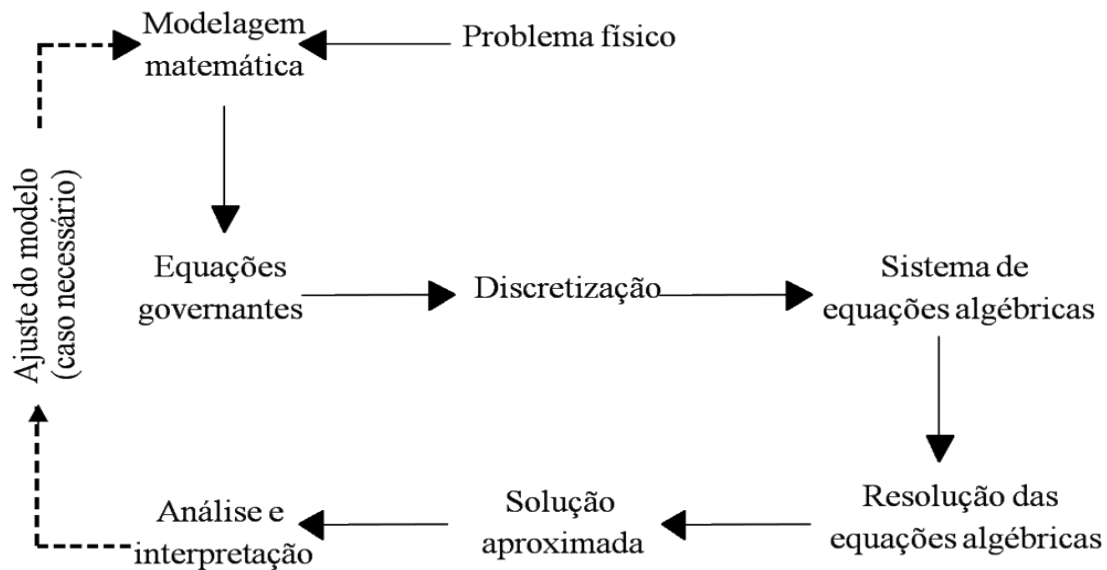 Modelagem
matemática
Problema físico
Ajuste do modelo
(caso necessário)
Equações
governantes
Discretização
Sistema de
equações algébricas
Análise e
interpretação
Solução
aproximada
Resolução das
equações algébricas